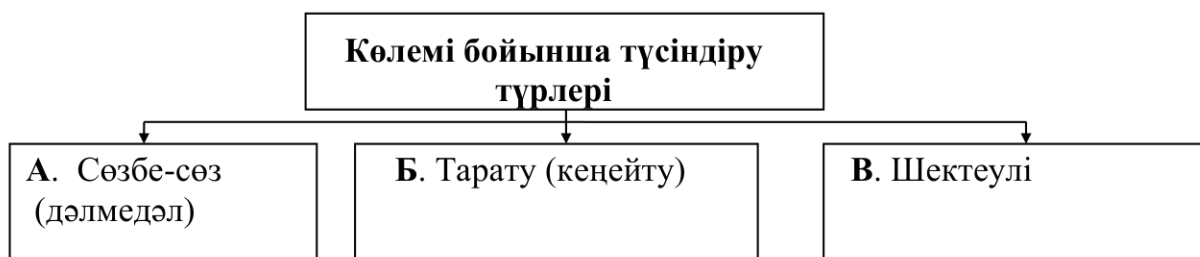 Көлемі бойынша түсіндіру
түрлері
А. Сөзбе-сөз
(дәлмедәл)
Б. Тарату (кеңейту)
В. Шектеулі